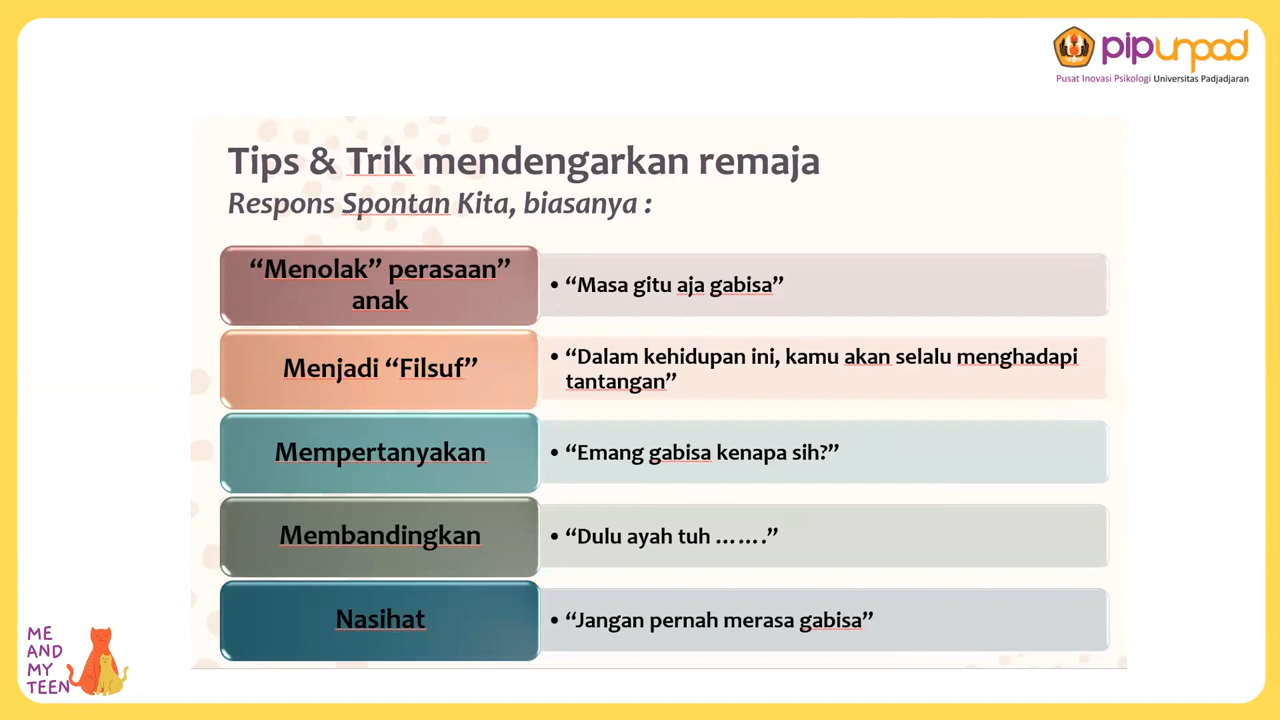 pip unpad
Pusat Inovasi Psikologi Universitas Padjadjaran
Tips & Trik mendengarkan remaja
Respons Spontan Kita, biasanya :
“Menolak” perasaan”
anak
• “Masa gitu aja gabisa”
Menjadi “Filsuf”
• “Dalam kehidupan ini, kamu akan selalu menghadapi
tantangan”
Mempertanyakan
• “Emang gabisa kenapa sih?”
Membandingkan
• “Dulu ayah tuh …….”
Nasihat
• “Jangan pernah merasa gabisa”
ME
AND
MY
TEEN